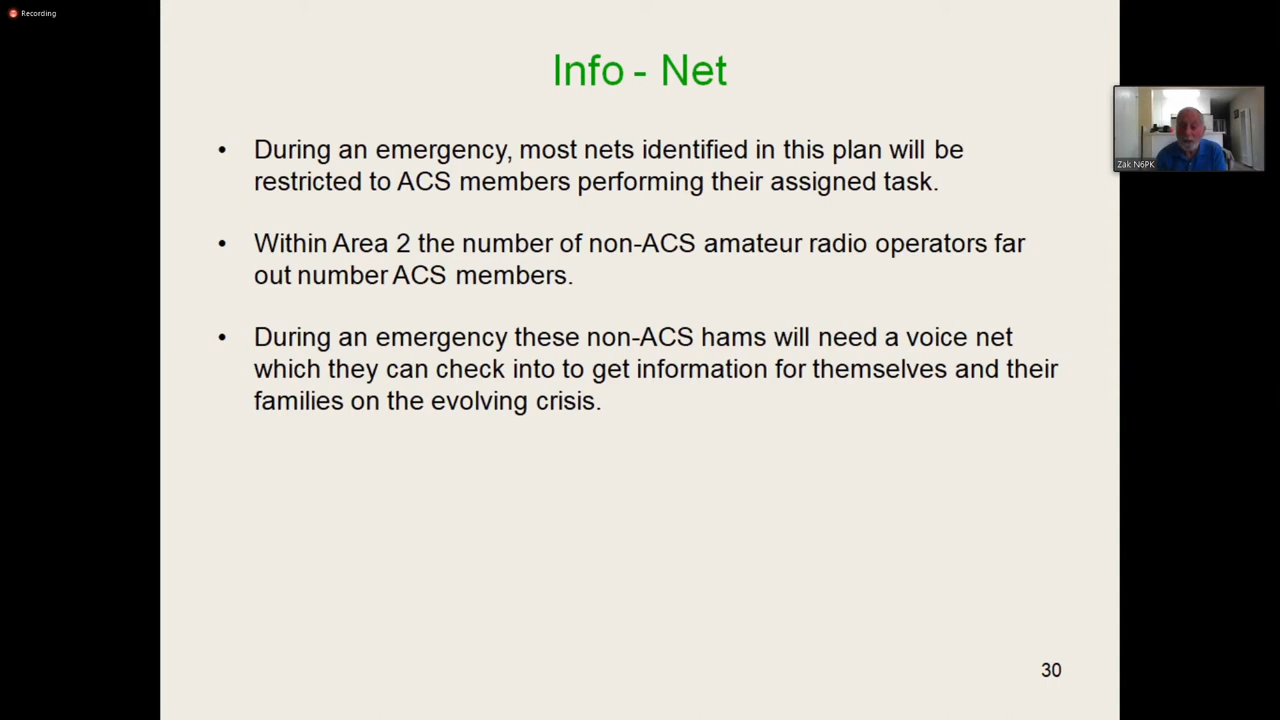 Recording
Info - Net
Zak N6PK
• During an emergency, most nets identified in this plan will be
restricted to ACS members performing their assigned task.
• Within Area 2 the number of non-ACS amateur radio operators far
out number ACS members.
• During an emergency these non-ACS hams will need a voice net
which they can check into to get information for themselves and their
families on the evolving crisis.
30